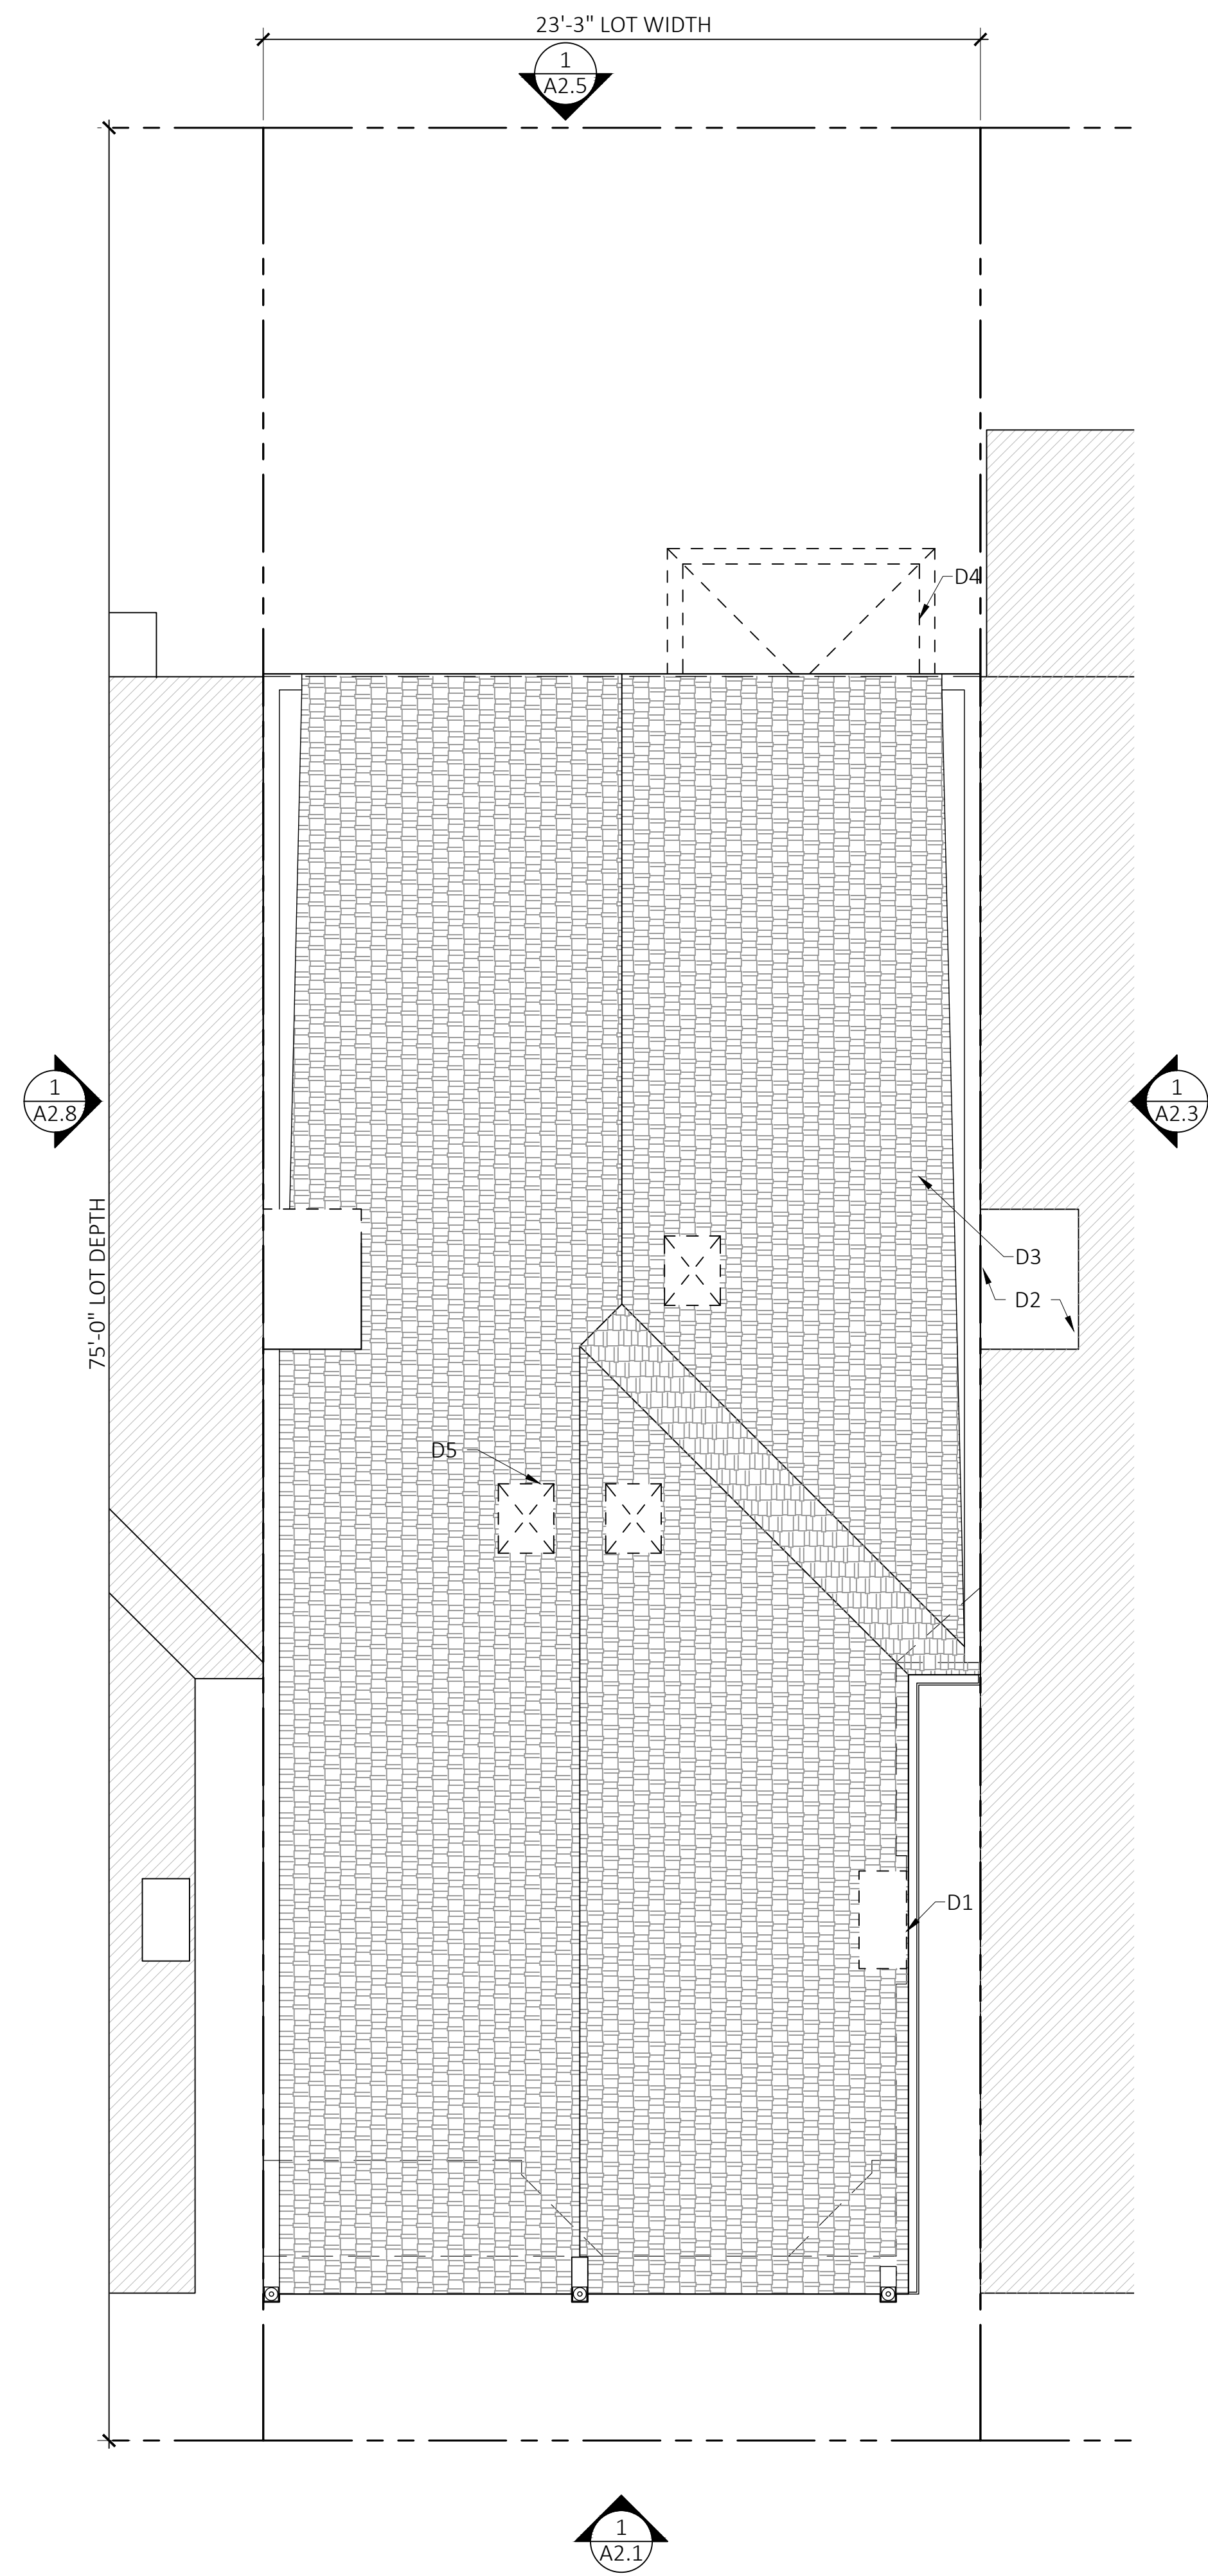 23'-3" LOT WIDTH
1
A2.5
D4
1
A2.8
1
A2.3
75'-0" LOT DEPTH
D3
D2
D5
D1
1
A2.1